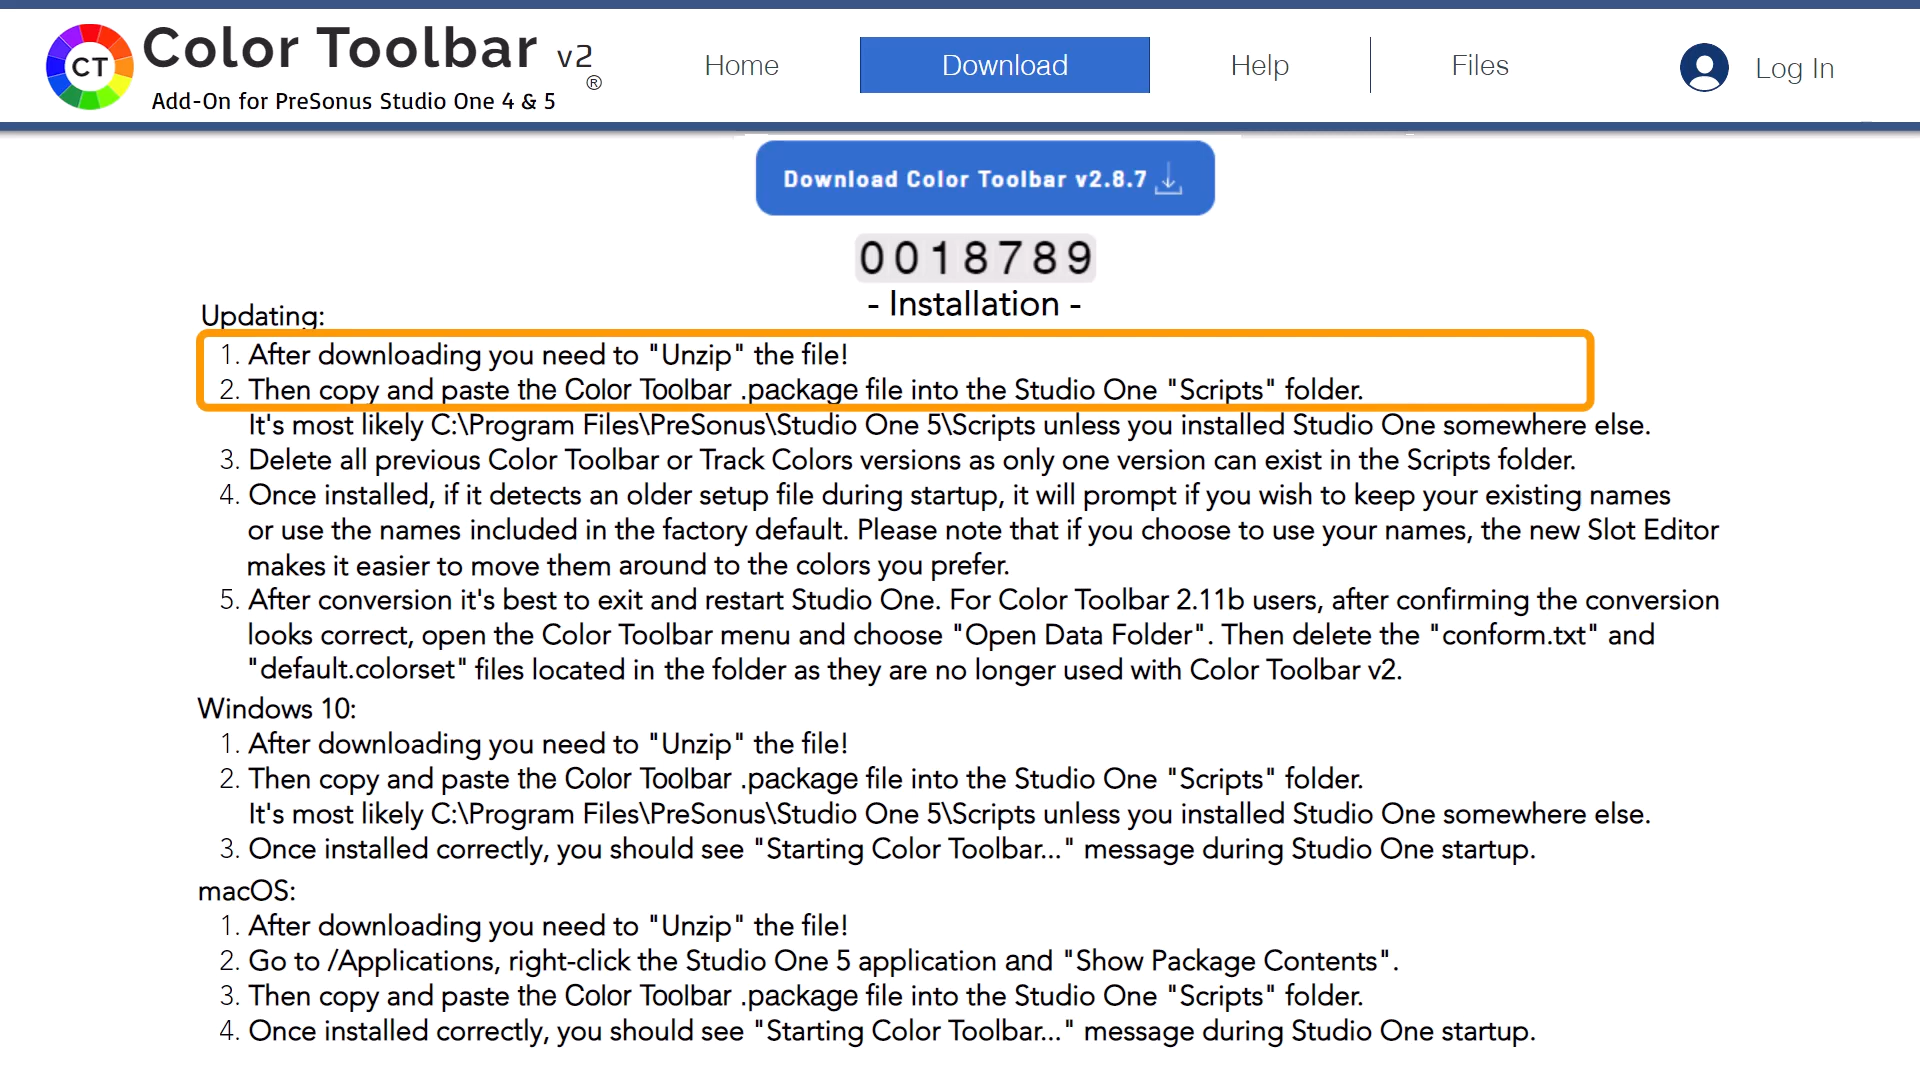 CT
Color Toolbar v2
®
Add-On for PreSonus Studio One 4 & 5
Home
Download
Help
Files
Log In
Download Color Toolbar v2.8.7
0018789
- Installation -
Updating:
1. After downloading you need to "Unzip" the file!
2. Then copy and paste the Color Toolbar .package file into the Studio One "Scripts" folder.
It's most likely C:\Program Files\PreSonus\Studio One 5\Scripts unless you installed Studio One somewhere else.
3. Delete all previous Color Toolbar or Track Colors versions as only one version can exist in the Scripts folder.
4. Once installed, if it detects an older setup file during startup, it will prompt if you wish to keep your existing names
or use the names included in the factory default. Please note that if you choose to use your names, the new Slot Editor
makes it easier to move them around to the colors you prefer.
5. After conversion it's best to exit and restart Studio One. For Color Toolbar 2.11b users, after confirming the conversion
looks correct, open the Color Toolbar menu and choose "Open Data Folder". Then delete the "conform.txt" and
"default.colorset" files located in the folder as they are no longer used with Color Toolbar v2.
Windows 10:
1. After downloading you need to "Unzip" the file!
2. Then copy and paste the Color Toolbar .package file into the Studio One "Scripts" folder.
It's most likely C:\Program Files\PreSonus\Studio One 5\Scripts unless you installed Studio One somewhere else.
3. Once installed correctly, you should see "Starting Color Toolbar..." message during Studio One startup.
macOS:
1. After downloading you need to "Unzip" the file!
2. Go to /Applications, right-click the Studio One 5 application and "Show Package Contents".
3. Then copy and paste the Color Toolbar .package file into the Studio One "Scripts" folder.
4. Once installed correctly, you should see "Starting Color Toolbar..." message during Studio One startup.